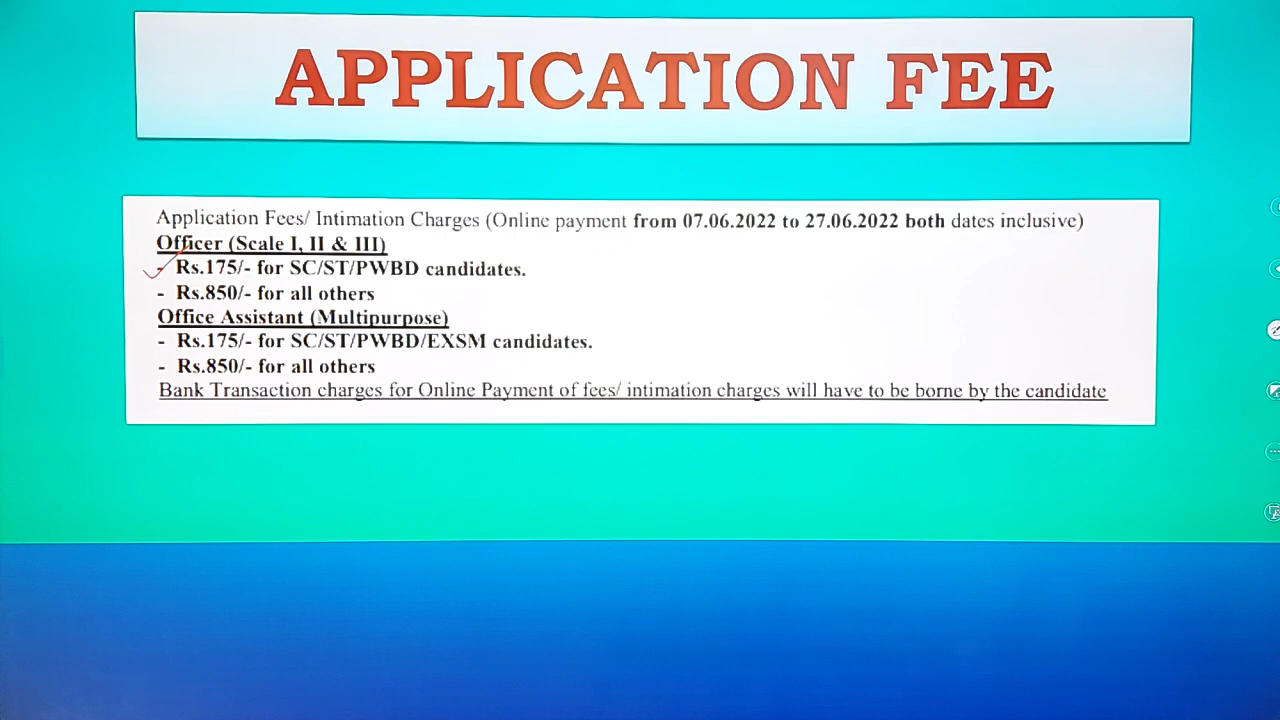 APPLICATION FEE
Application Fees/ Intimation Charges (Online payment from 07.06.2022 to 27.06.2022 both dates inclusive)
Officer (Scale I, II & III)
- Rs.175/- for SC/ST/PWBD candidates.
- Rs.850/- for all others
Office Assistant (Multipurpose)
- Rs.175/- for SC/ST/PWBD/EXSM candidates.
- Rs.850/- for all others
Bank Transaction charges for Online Payment of fees/ intimation charges will have to be borne by the candidate